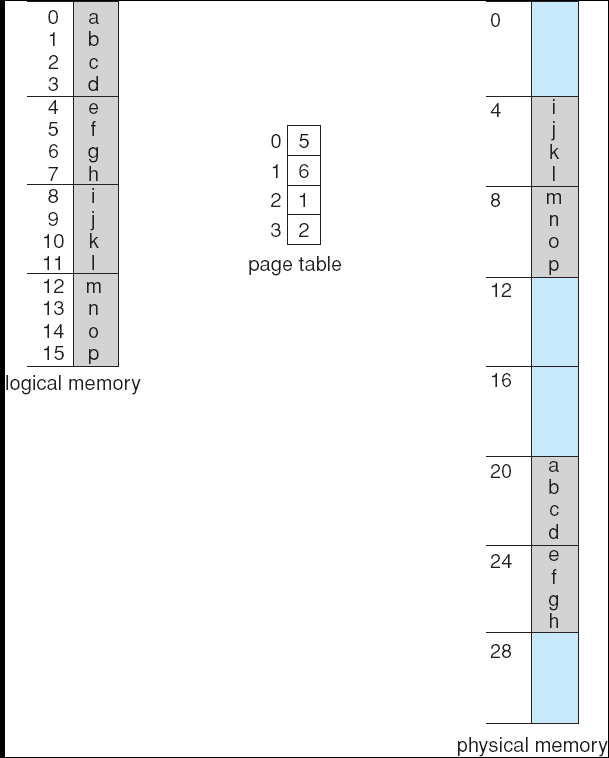 0 a
1 b
2 c
3 d
4 e
5 f
6 g
7 h
8 i
9 j
10 k
11 l
12 m
13 n
14 o
15 p
logical memory
0 5
1 6
2 1
3 2
page table
0
4 i
j
k
l
8 m
n
o
p
12
16
20 a
b
c
d
24 e
f
g
h
28
physical memory